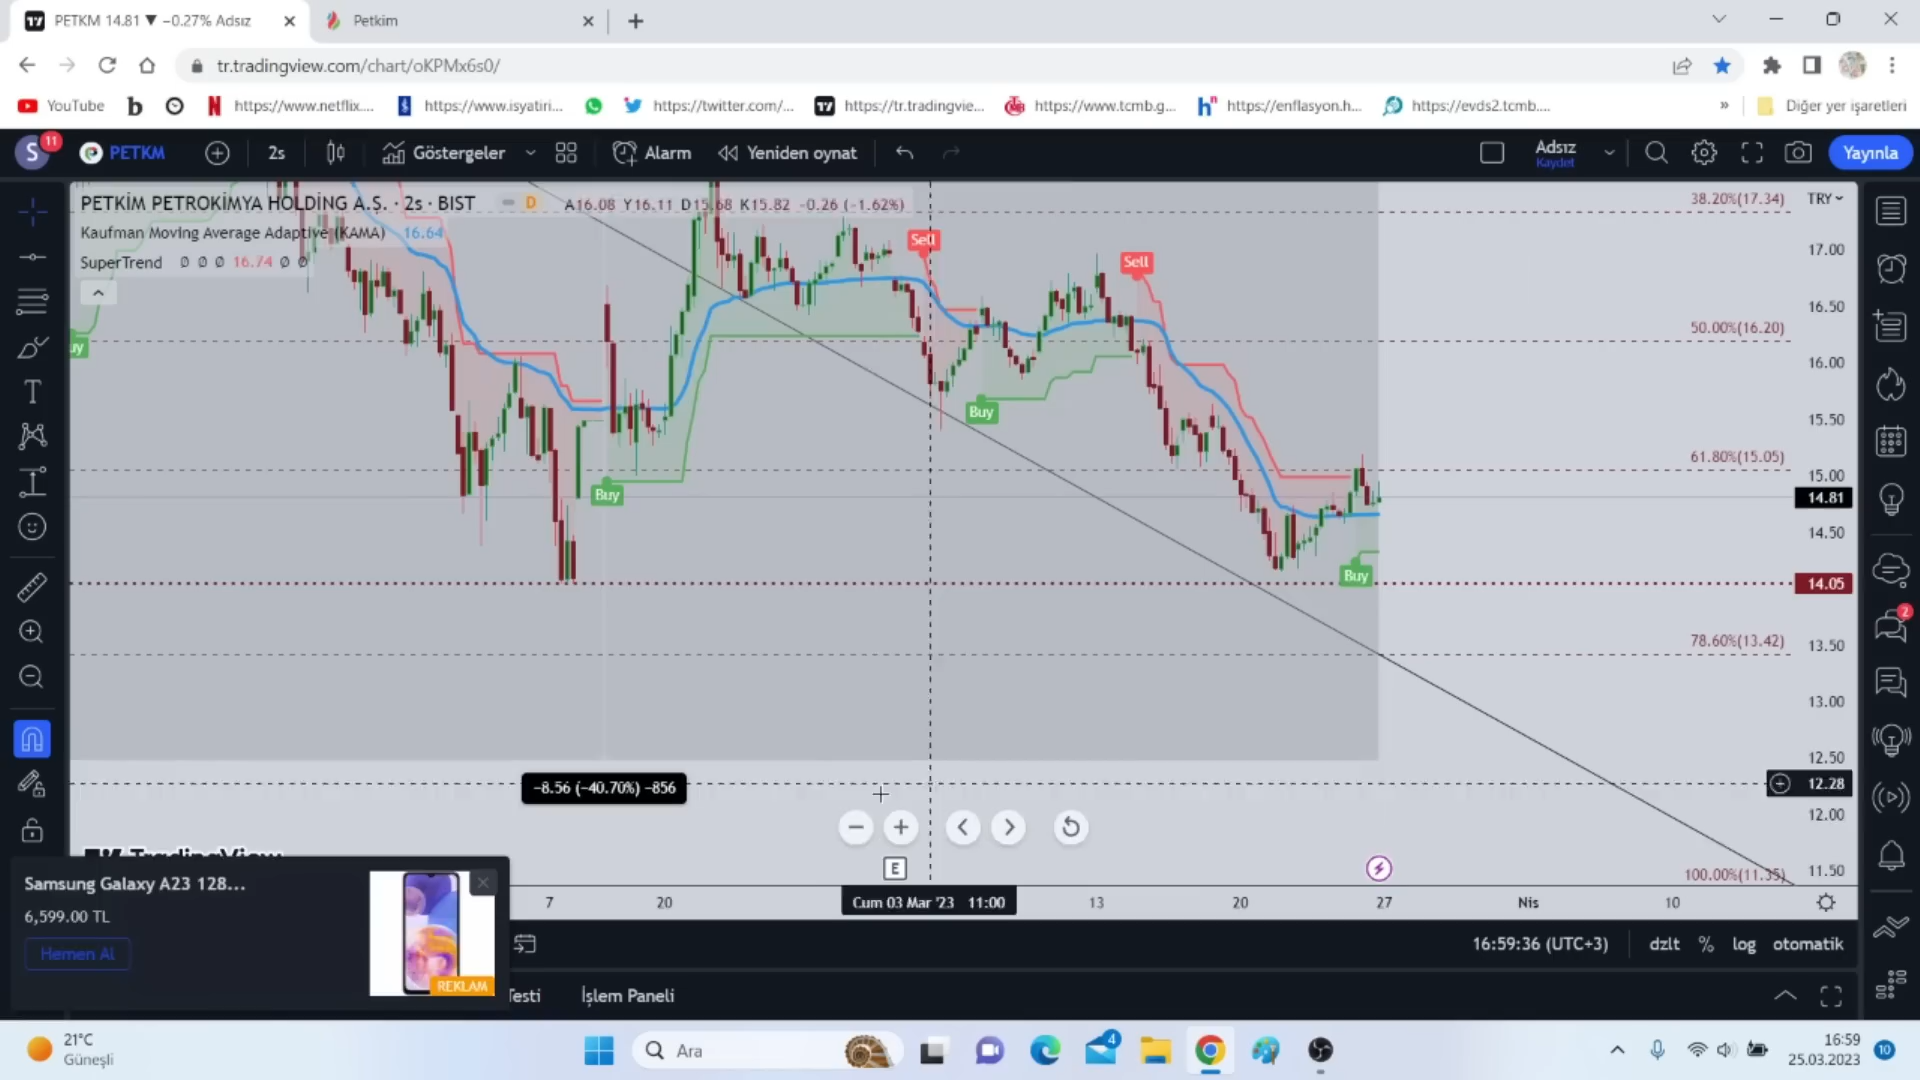 PETKM 14.81 ▼ −0.27% Adsız
Petkim
tr.tradingview.com/chart/oKPMx6s0/
YouTube
https://www.netflix....
https://www.isyatiri...
https://twitter.com/...
https://tr.tradingvie...
https://www.tcmb.g...
https://enflasyon.h...
https://evds2.tcmb....
»
Diğer yer işaretleri
S
11
PETKM
2s
Göstergeler
Alarm
Yeniden oynat
Adsız
Kaydet
Yayınla
PETKİM PETROKİMYA HOLDİNG A.Ş. · 2s · BIST
D
A16.08 Y16.11 D15.68 K15.82 −0.26 (−1.62%)
Kaufman Moving Average Adaptive (KAMA) 16.64
SuperTrend Ø Ø Ø 16.74 Ø Ø
TRY
38.20%(17.34)
17.00
16.50
50.00%(16.20)
16.00
15.50
61.80%(15.05)
15.00
14.81
14.50
14.05
78.60%(13.42)
13.50
13.00
12.50
12.28
12.00
11.50
100.00%(11.35)
Sell
Sell
uy
Buy
Buy
Buy
−8.56 (−40.70%) −856
TradingView
E
7
20
Cum 03 Mar '23 11:00
13
20
27
Nis
10
Samsung Galaxy A23 128...
6,599.00 TL
Hemen Al
REKLAM
16:59:36 (UTC+3)
dzlt
%
log
otomatik
Testi
İşlem Paneli
2
21°C
Güneşli
Ara
4
16:59
25.03.2023
10